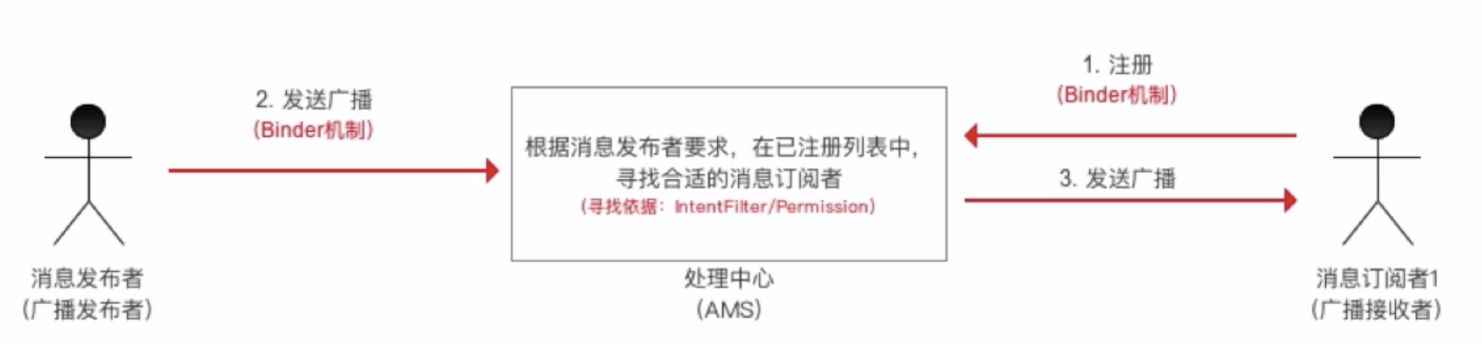 2. 发送广播
(Binder机制)
消息发布者
(广播发布者)
根据消息发布者要求，在已注册列表中，
寻找合适的消息订阅者
(寻找依据：IntentFilter/Permission)
处理中心
(AMS)
1. 注册
(Binder机制)
3. 发送广播
消息订阅者1
(广播接收者)